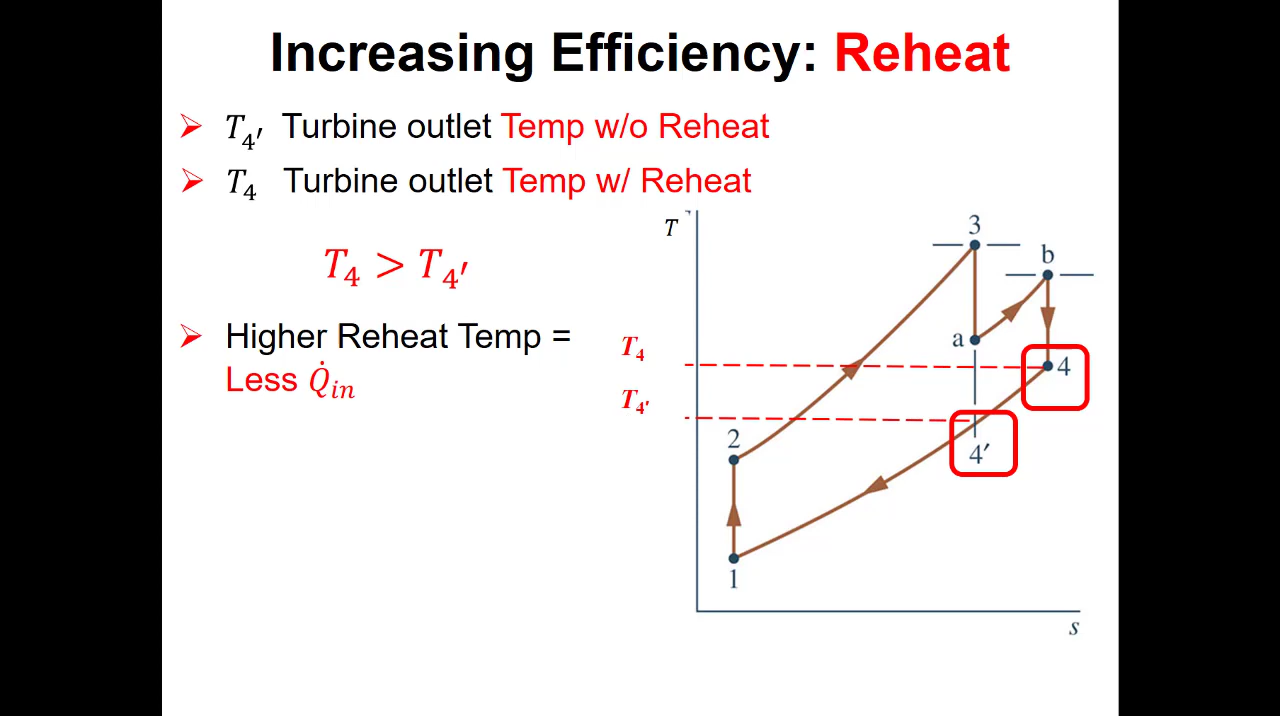 Increasing Efficiency: Reheat
➢ T4′ Turbine outlet Temp w/o Reheat
➢ T4 Turbine outlet Temp w/ Reheat
T4 > T4′
➢ Higher Reheat Temp =
Less Q̇in
T
3
b
a
T4
4
T4′
2
4′
1
s